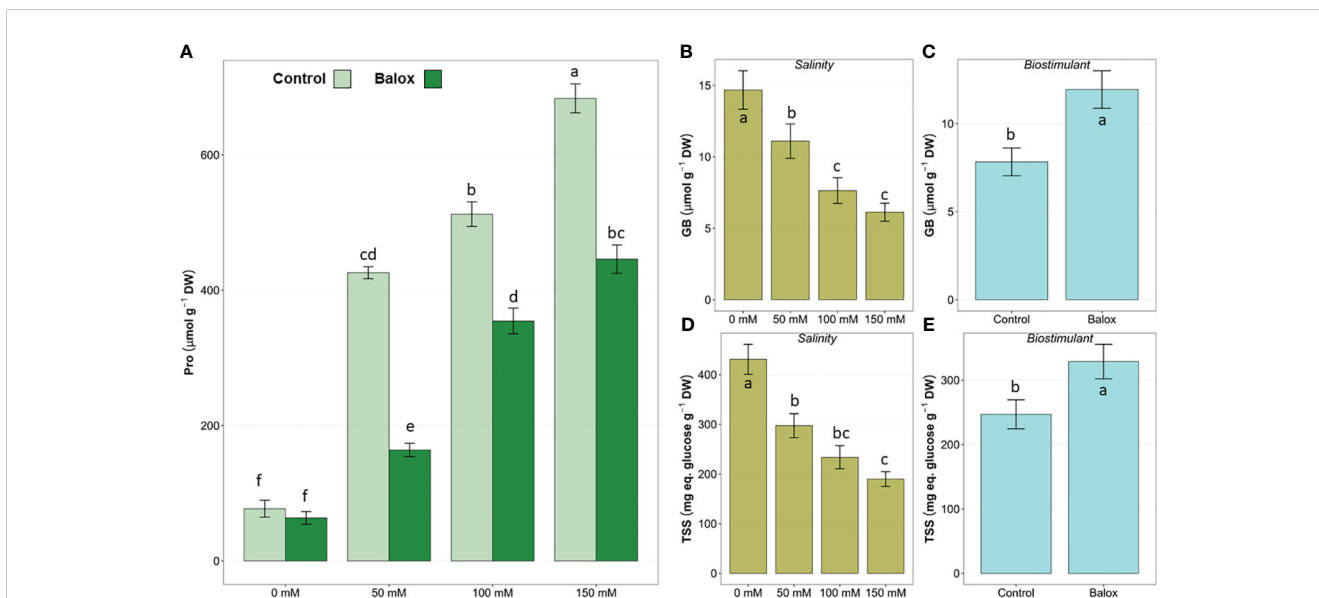 A
Control
Balox
Pro (μmol g⁻¹ DW)
600
400
200
0
f
f
cd
e
b
d
a
bc
0 mM
50 mM
100 mM
150 mM
B
Salinity
GB (μmol g⁻¹ DW)
15
10
5
0
a
b
c
c
0 mM
50 mM
100 mM
150 mM
C
Biostimulant
GB (μmol g⁻¹ DW)
10
5
0
b
a
Control
Balox
D
Salinity
TSS (mg eq. glucose g⁻¹ DW)
400
300
200
100
0
a
b
bc
c
0 mM
50 mM
100 mM
150 mM
E
Biostimulant
TSS (mg eq. glucose g⁻¹ DW)
300
200
100
0
b
a
Control
Balox